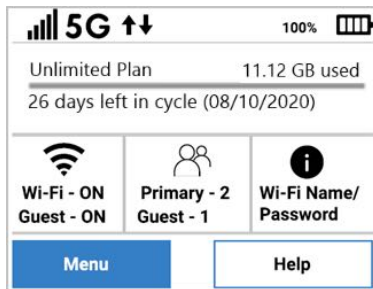 5G 100%
Unlimited Plan 11.12 GB used
26 days left in cycle (08/10/2020)
Wi-Fi - ON Primary - 2 Wi-Fi Name/
Guest - ON Guest - 1 Password
Menu Help